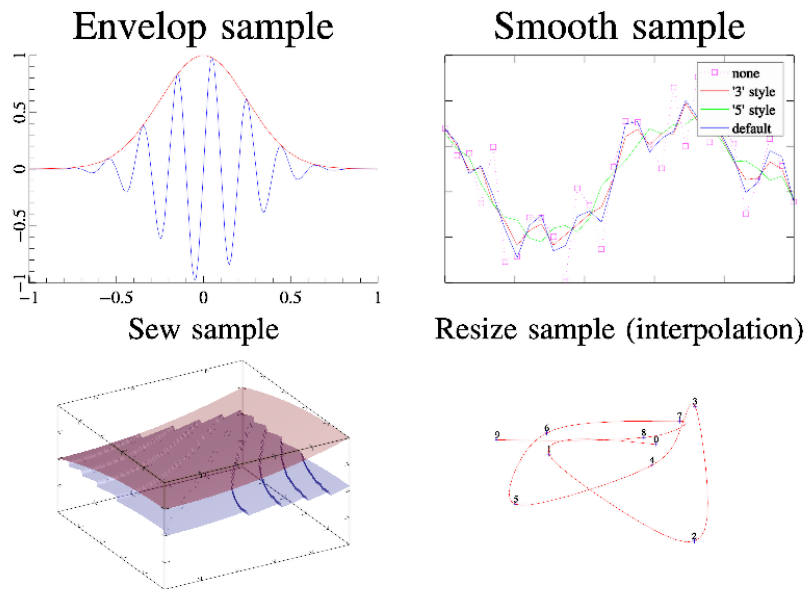 Envelop sample
Smooth sample
none
'3' style
'5' style
default
1
0.5
0
−0.5
−1
−1
−0.5
0
0.5
1
Sew sample
Resize sample (interpolation)
3
7
6
9
8
0
1
4
5
2